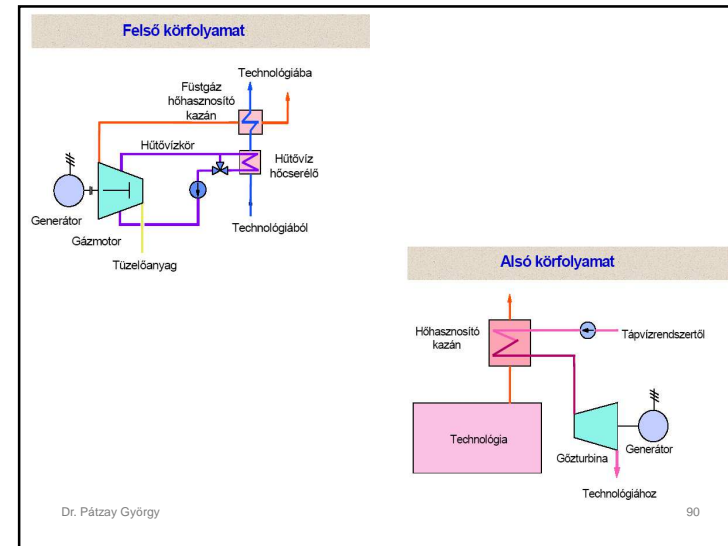 Felső körfolyamat
Technológiába
Füstgáz
hőhasznosító
kazán
Hűtővízkör
Hűtővíz
hőcserélő
Generátor
Gázmotor
Technológiából
Tüzelőanyag
Alsó körfolyamat
Hőhasznosító
kazán
Tápvízrendszertől
Technológia
Gőzturbina
Generátor
Technológiához
Dr. Pátzay György
90